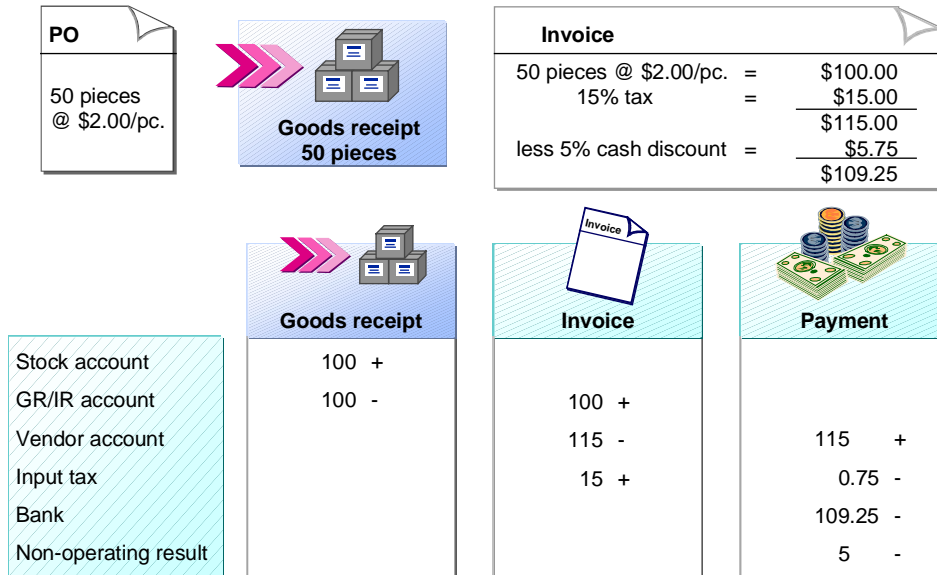 PO
50 pieces
@ $2.00/pc.
Goods receipt
50 pieces
Invoice
50 pieces @ $2.00/pc. = $100.00
15% tax = $15.00
$115.00
less 5% cash discount = $5.75
$109.25
Goods receipt
Invoice
Invoice
Payment
Stock account 100 +
GR/IR account 100 - 100 +
Vendor account 115 - 115 +
Input tax 15 + 0.75 -
Bank 109.25 -
Non-operating result 5 -